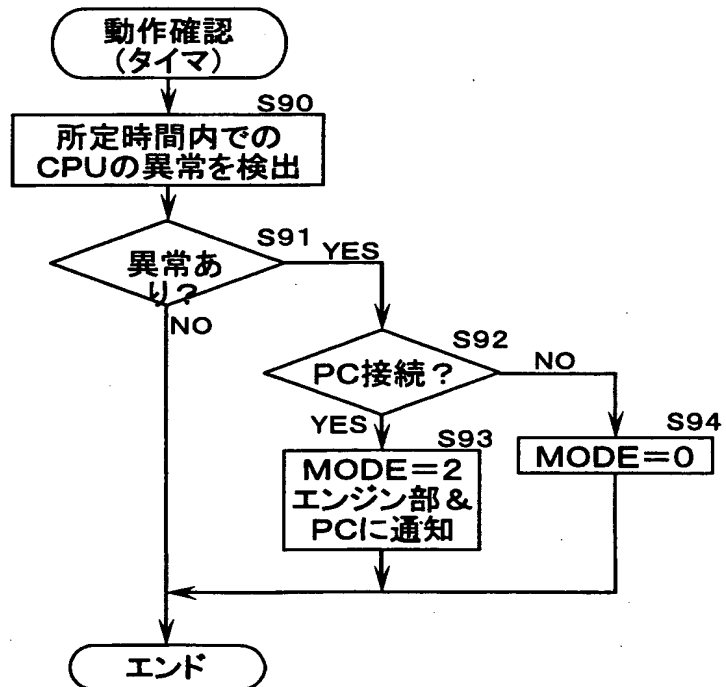 動作確認
(タイマ)
S90
所定時間内での
CPUの異常を検出
S91
異常あ
り?
YES
NO
S92
PC接続?
NO
YES
S93
S94
MODE=2
エンジン部&
PCに通知
MODE=0
エンド